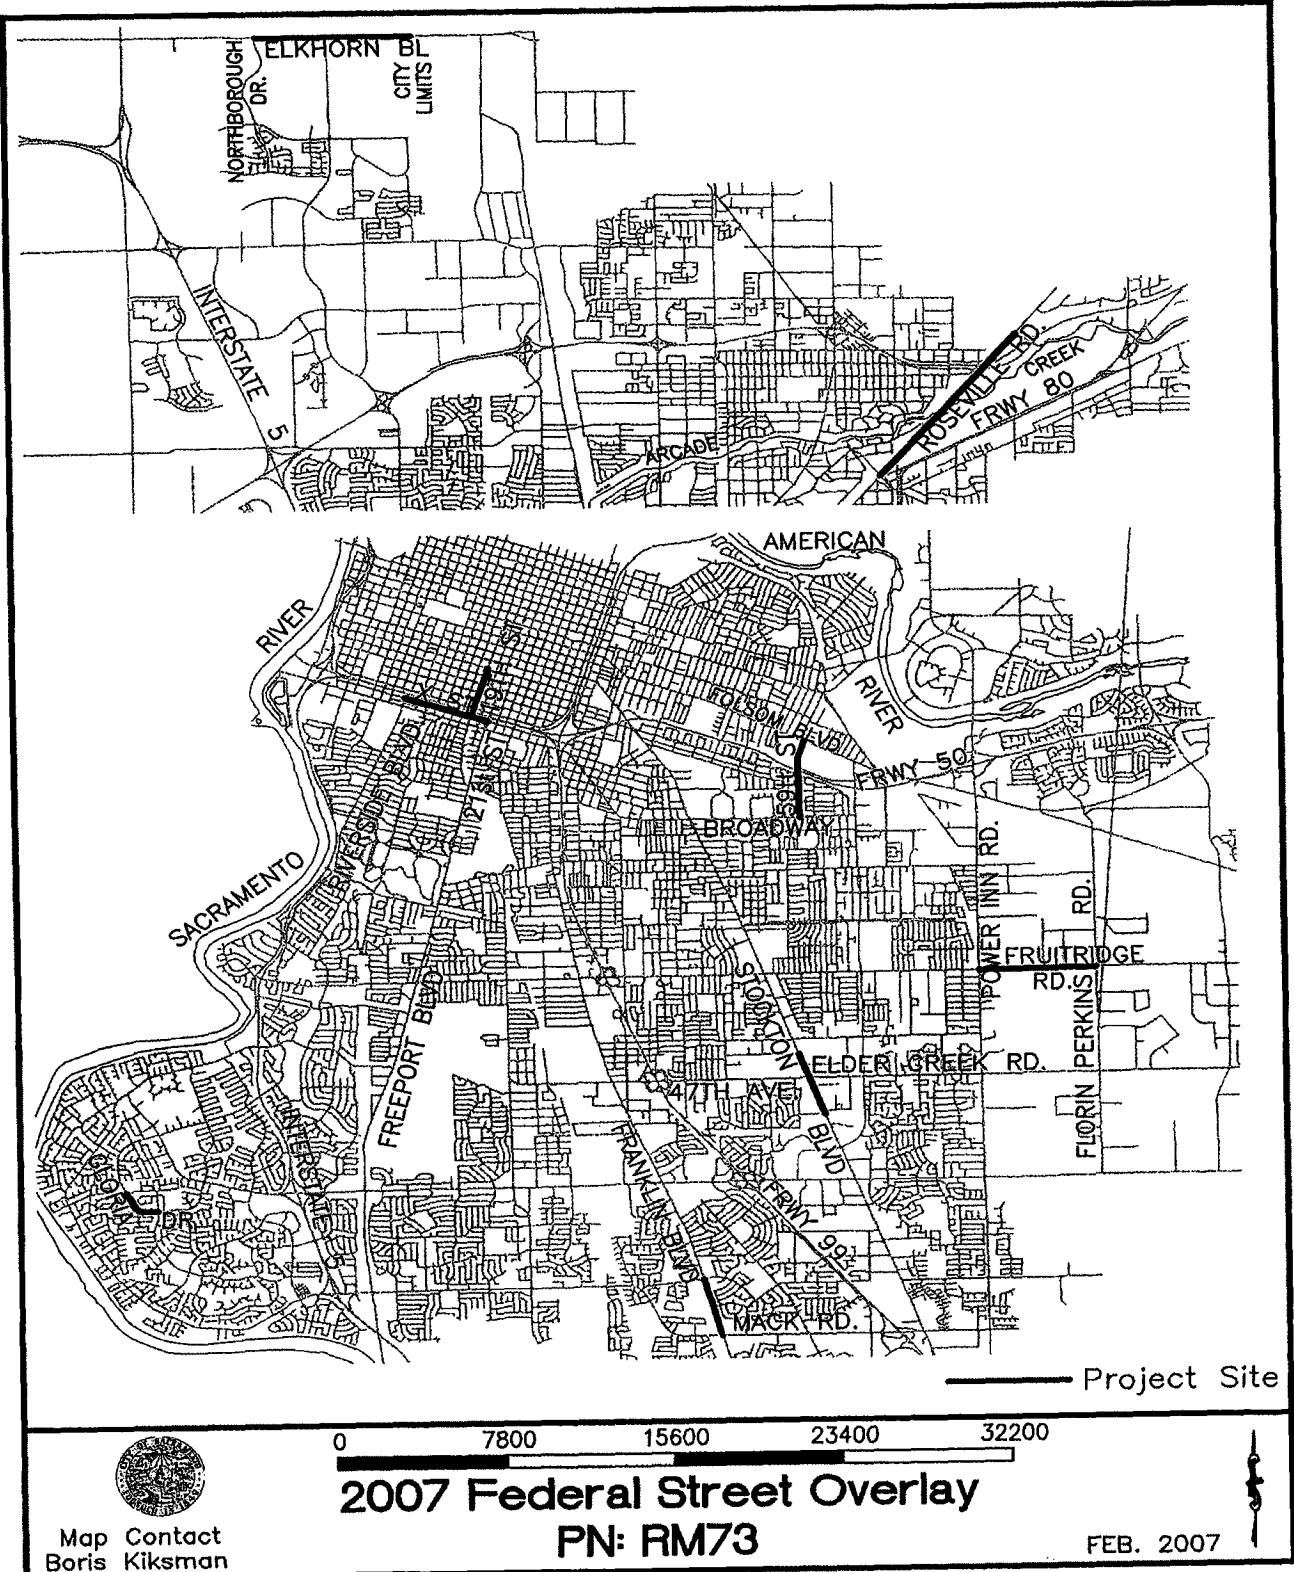 ELKHORN BL
NORTHBOROUGH
DR.
CITY
LIMITS
INTERSTATE 5
ROSEVILLE RD.
CREEK
FRWY 80
ARCADE
AMERICAN
RIVER
19TH ST
X ST
RIVER
FOLSOM BLVD
59TH ST
FRWY 50
21ST ST
RIVERSIDE BLVD
BROADWAY
SACRAMENTO
POWER INN RD.
FLORIN PERKINS RD.
FRUITRIDGE
RD.
FREEPORT BLVD
STOCKTON BLVD
ELDER CREEK RD.
47TH AVE
INTERSTATE 5
FRANKLIN BLVD
FRWY 99
GLORIA DR.
MACK RD.
Project Site
0 7800 15600 23400 32200
2007 Federal Street Overlay
PN: RM73
Map Contact
Boris Kiksman
FEB. 2007